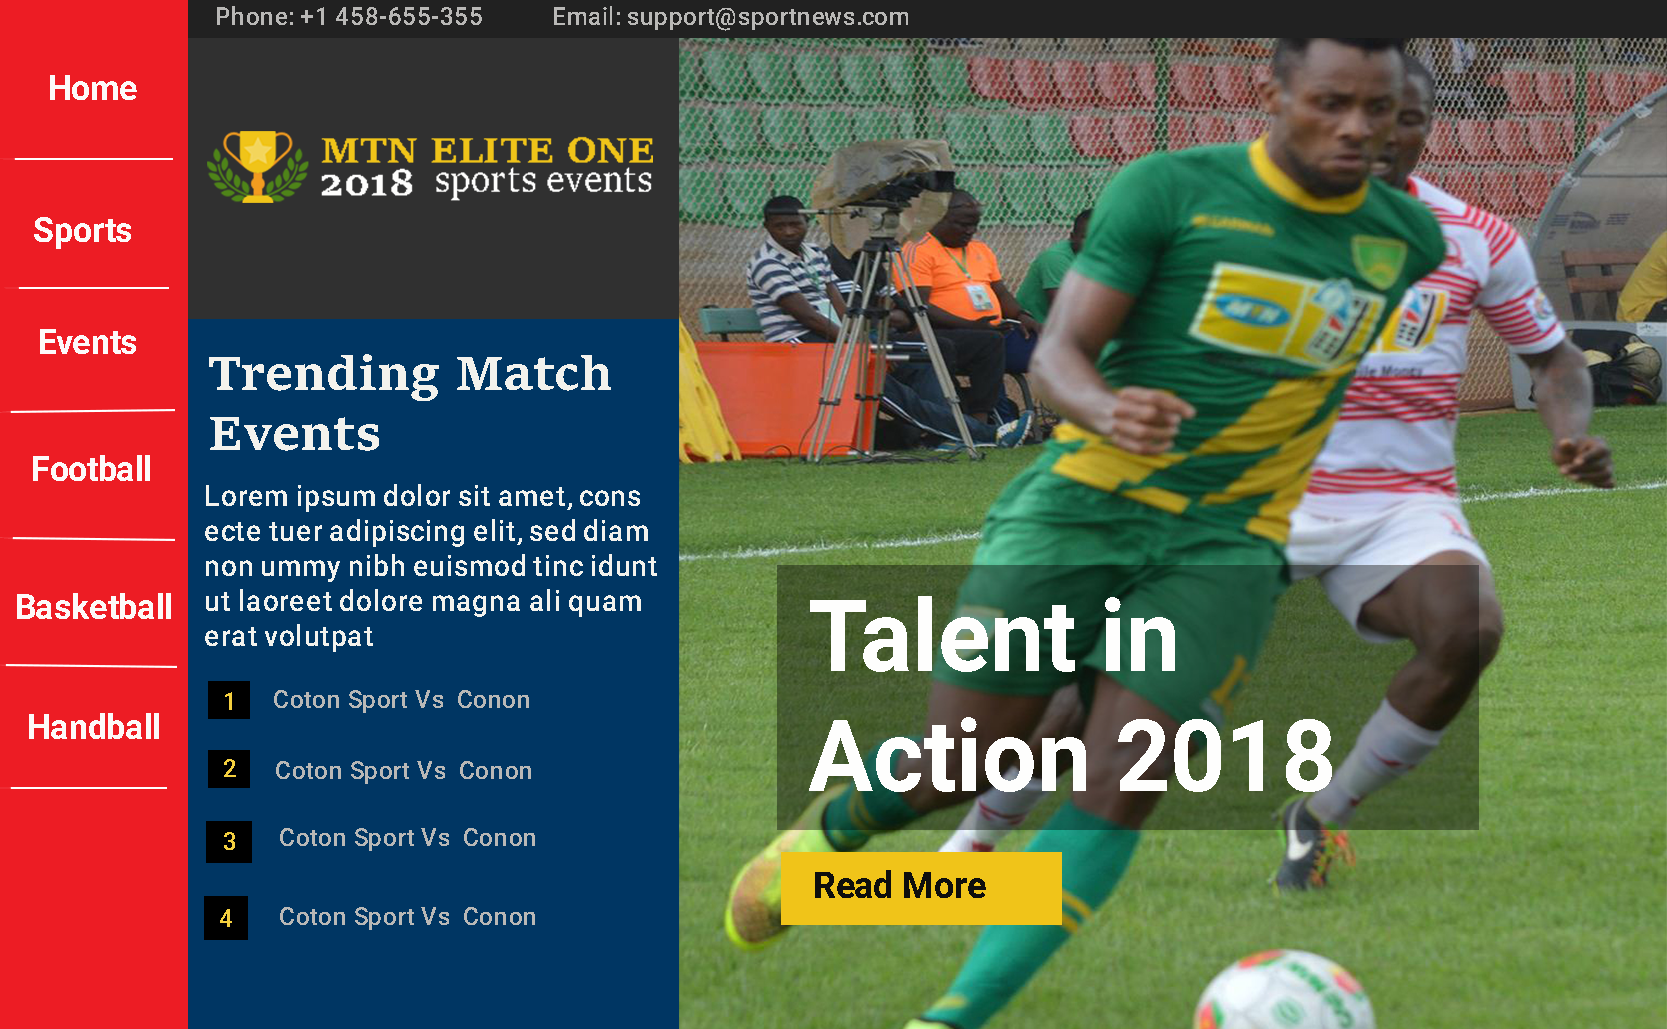 Phone: +1 458-655-355
Email: support@sportnews.com
Home
Sports
Events
Football
Basketball
Handball
MTN ELITE ONE
2018 sports events
Trending Match
Events
Lorem ipsum dolor sit amet, cons
ecte tuer adipiscing elit, sed diam
non ummy nibh euismod tinc idunt
ut laoreet dolore magna ali quam
erat volutpat
1 Coton Sport Vs Conon
2 Coton Sport Vs Conon
3 Coton Sport Vs Conon
4 Coton Sport Vs Conon
MTN
Talent in
Action 2018
Read More